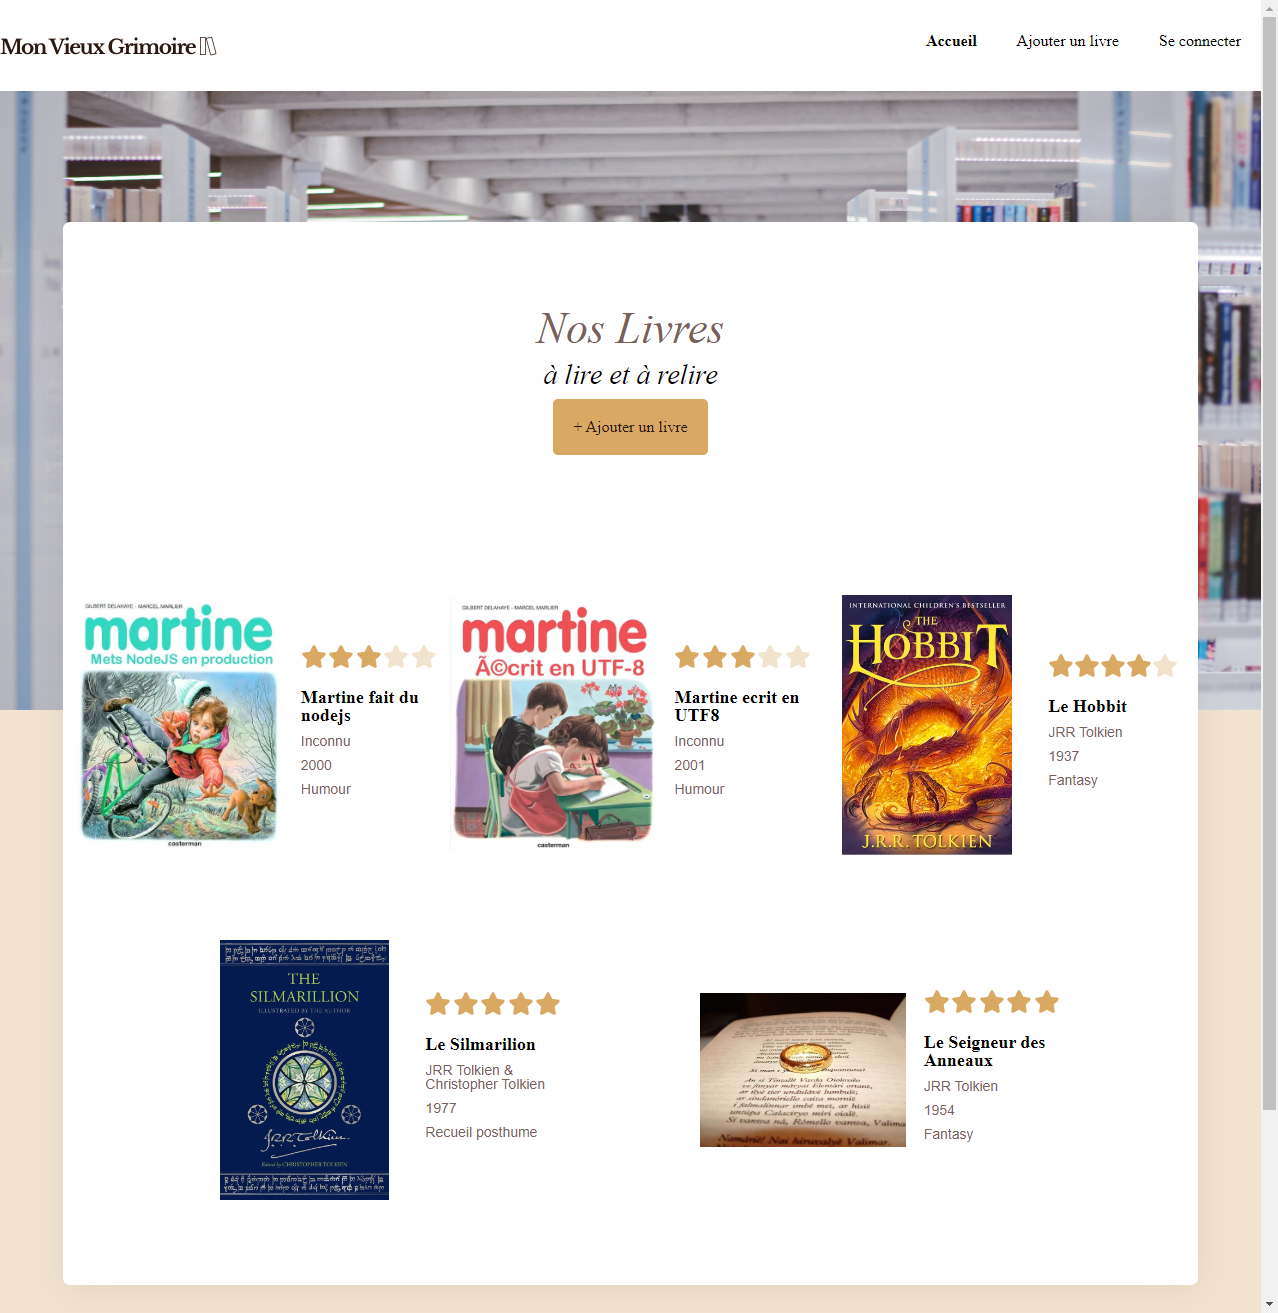 Mon Vieux Grimoire
Accueil
Ajouter un livre
Se connecter
Nos Livres
à lire et à relire
+ Ajouter un livre
GILBERT DELAHAYE - MARCEL MARLIER
martine
Mets NodeJS en production
casterman
Martine fait du
nodejs
Inconnu
2000
Humour
GILBERT DELAHAYE - MARCEL MARLIER
martine
Ã©crit en UTF-8
casterman
Martine ecrit en
UTF8
Inconnu
2001
Humour
INTERNATIONAL CHILDREN'S BESTSELLER
THE
HOBBIT
J.R.R. TOLKIEN
Le Hobbit
JRR Tolkien
1937
Fantasy
THE
SILMARILLION
ILLUSTRATED BY THE AUTHOR
J.R.R. Tolkien
Edited by CHRISTOPHER TOLKIEN
Le Silmarilion
JRR Tolkien &
Christopher Tolkien
1977
Recueil posthume
Le Seigneur des
Anneaux
JRR Tolkien
1954
Fantasy